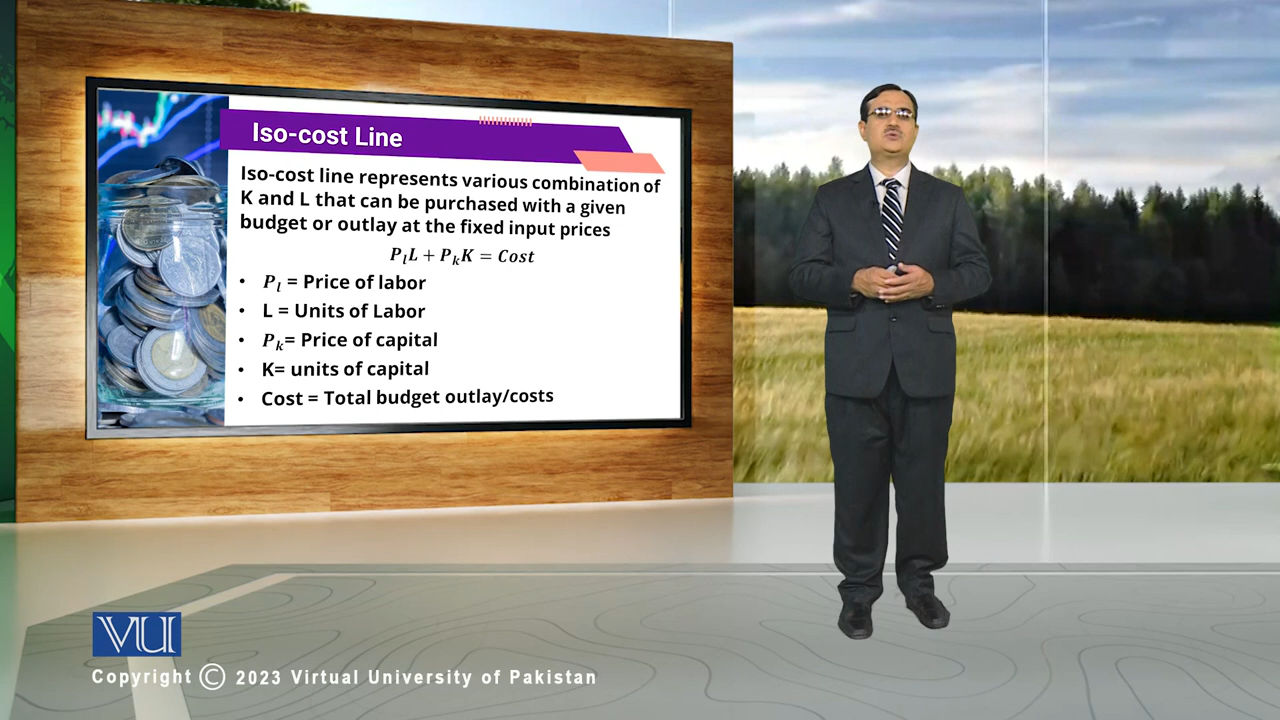 Iso-cost Line
Iso-cost line represents various combination of
K and L that can be purchased with a given
budget or outlay at the fixed input prices
PₗL + PₖK = Cost
• Pₗ = Price of labor
• L = Units of Labor
• Pₖ= Price of capital
• K= units of capital
• Cost = Total budget outlay/costs
VU
Copyright © 2023 Virtual University of Pakistan